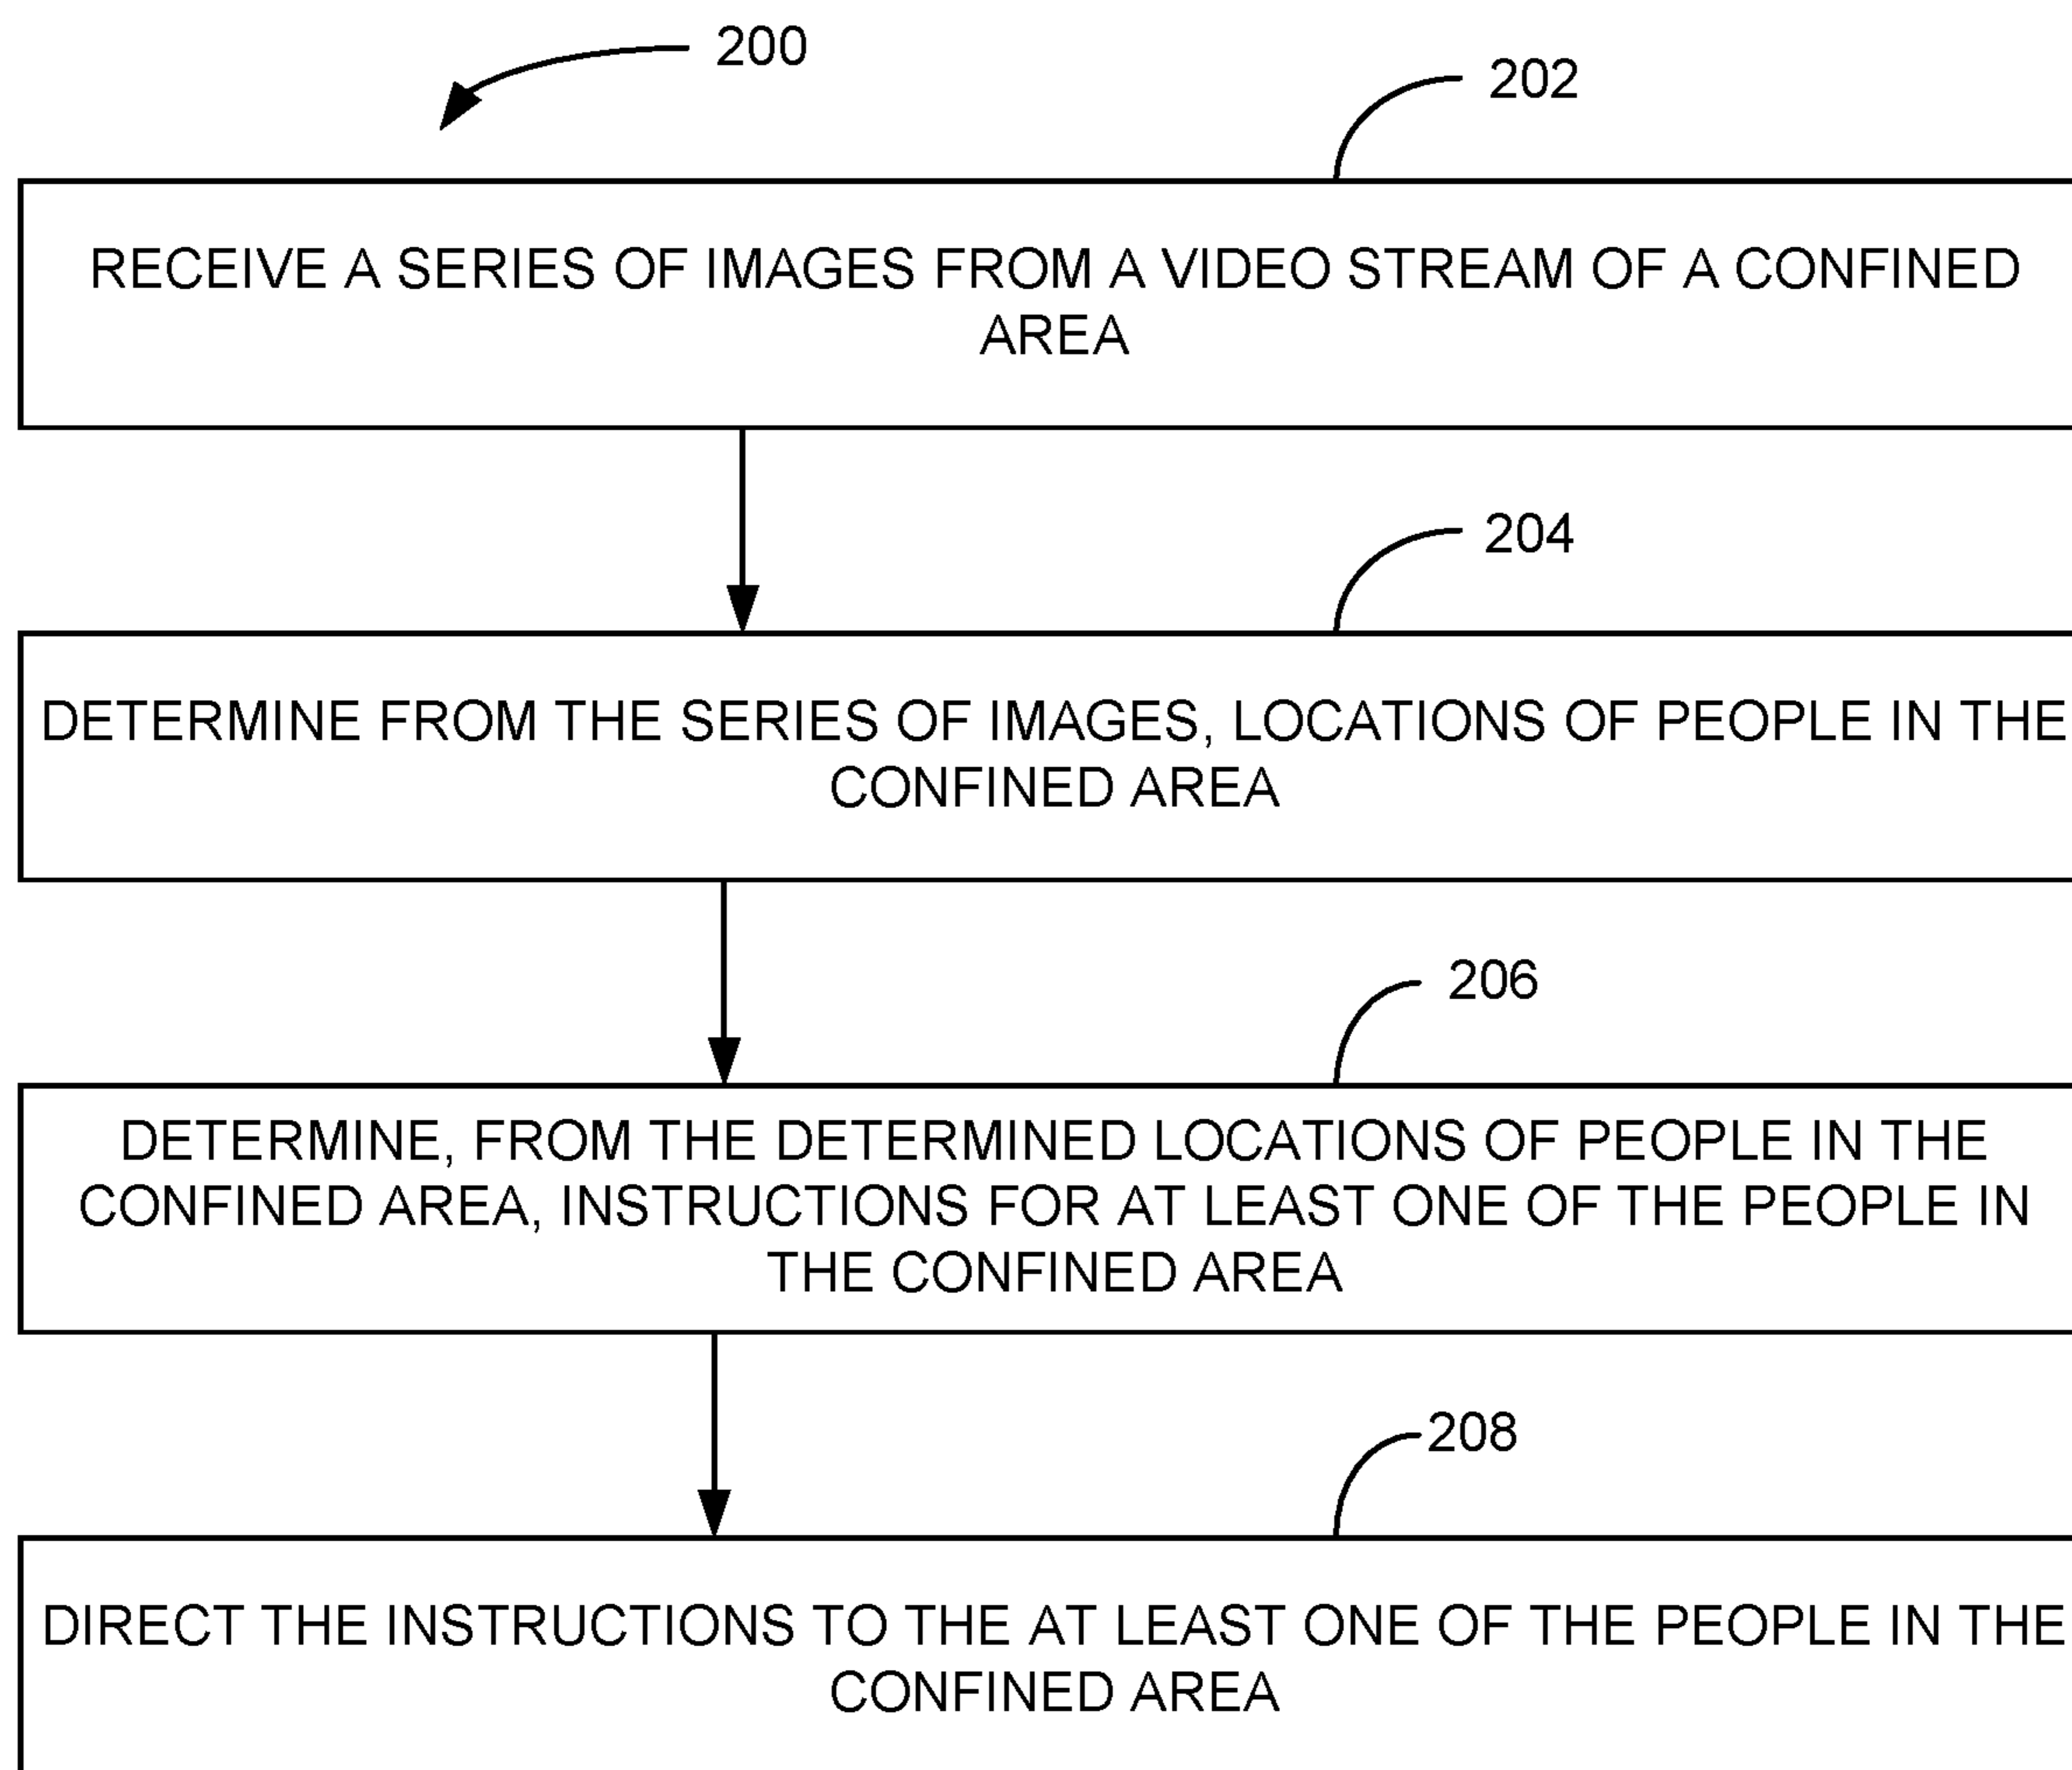 200
202
RECEIVE A SERIES OF IMAGES FROM A VIDEO STREAM OF A CONFINED
AREA
204
DETERMINE FROM THE SERIES OF IMAGES, LOCATIONS OF PEOPLE IN THE
CONFINED AREA
206
DETERMINE, FROM THE DETERMINED LOCATIONS OF PEOPLE IN THE
CONFINED AREA, INSTRUCTIONS FOR AT LEAST ONE OF THE PEOPLE IN
THE CONFINED AREA
208
DIRECT THE INSTRUCTIONS TO THE AT LEAST ONE OF THE PEOPLE IN THE
CONFINED AREA